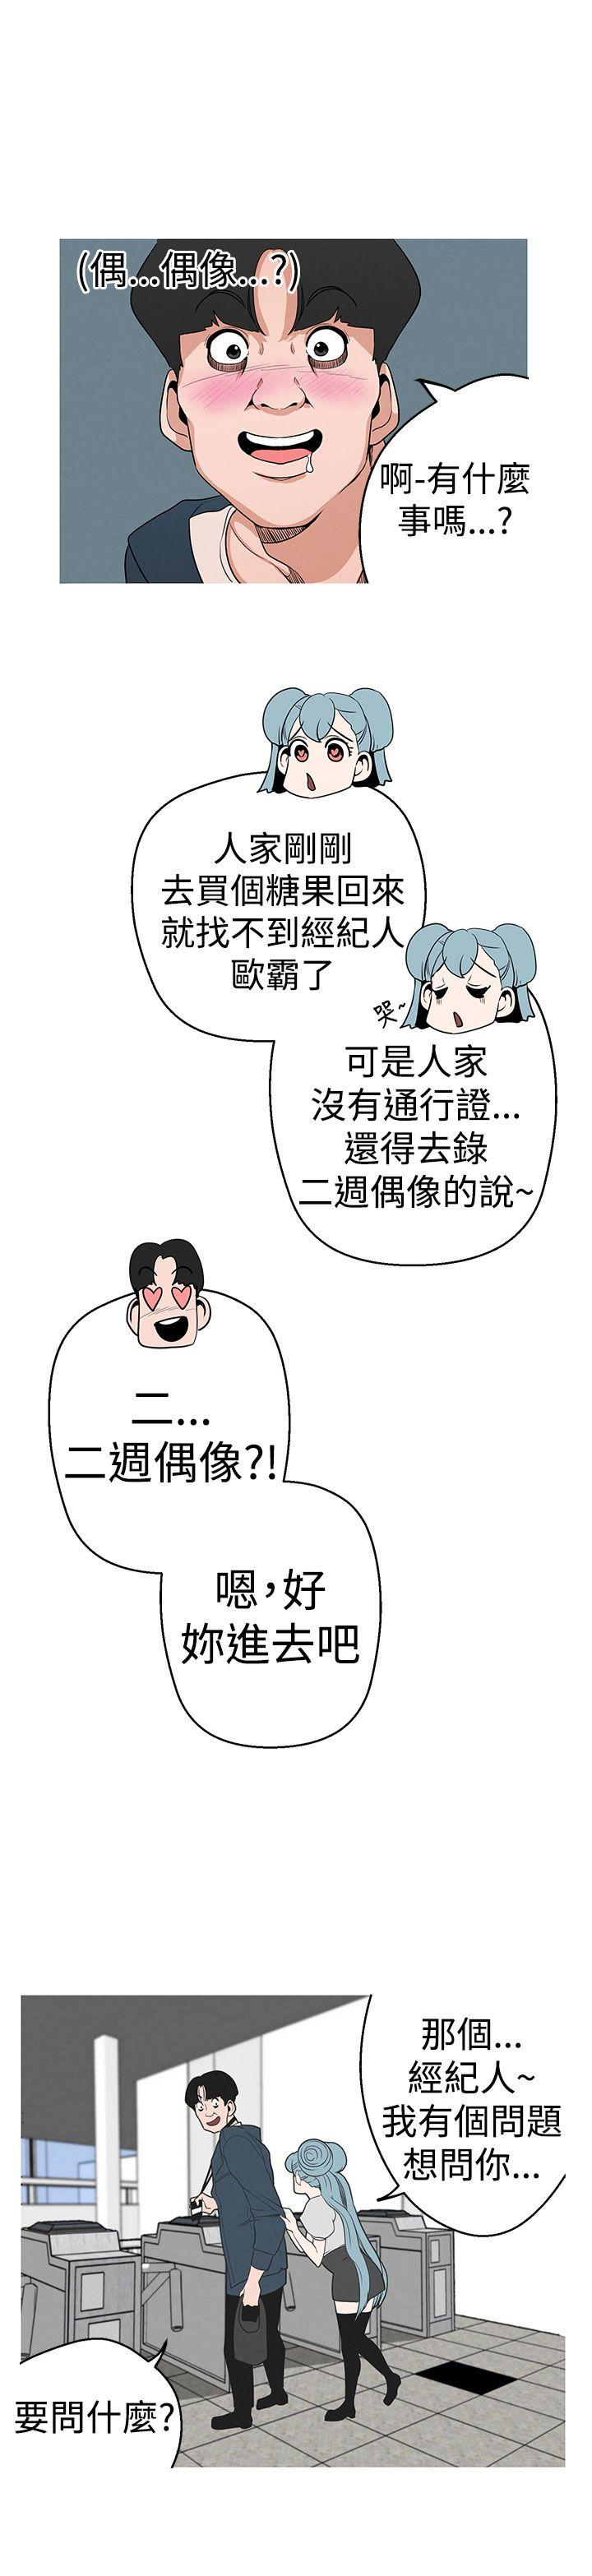 (偶...偶像...?)
啊-有什麼
事嗎...?
人家剛剛
去買個糖果回來
就找不到經紀人
歐霸了
哭~
可是人家
沒有通行證...
還得去錄
二週偶像的說~
二...
二週偶像?!
嗯,好
妳進去吧
那個...
經紀人~
我有個問題
想問你...
要問什麼?